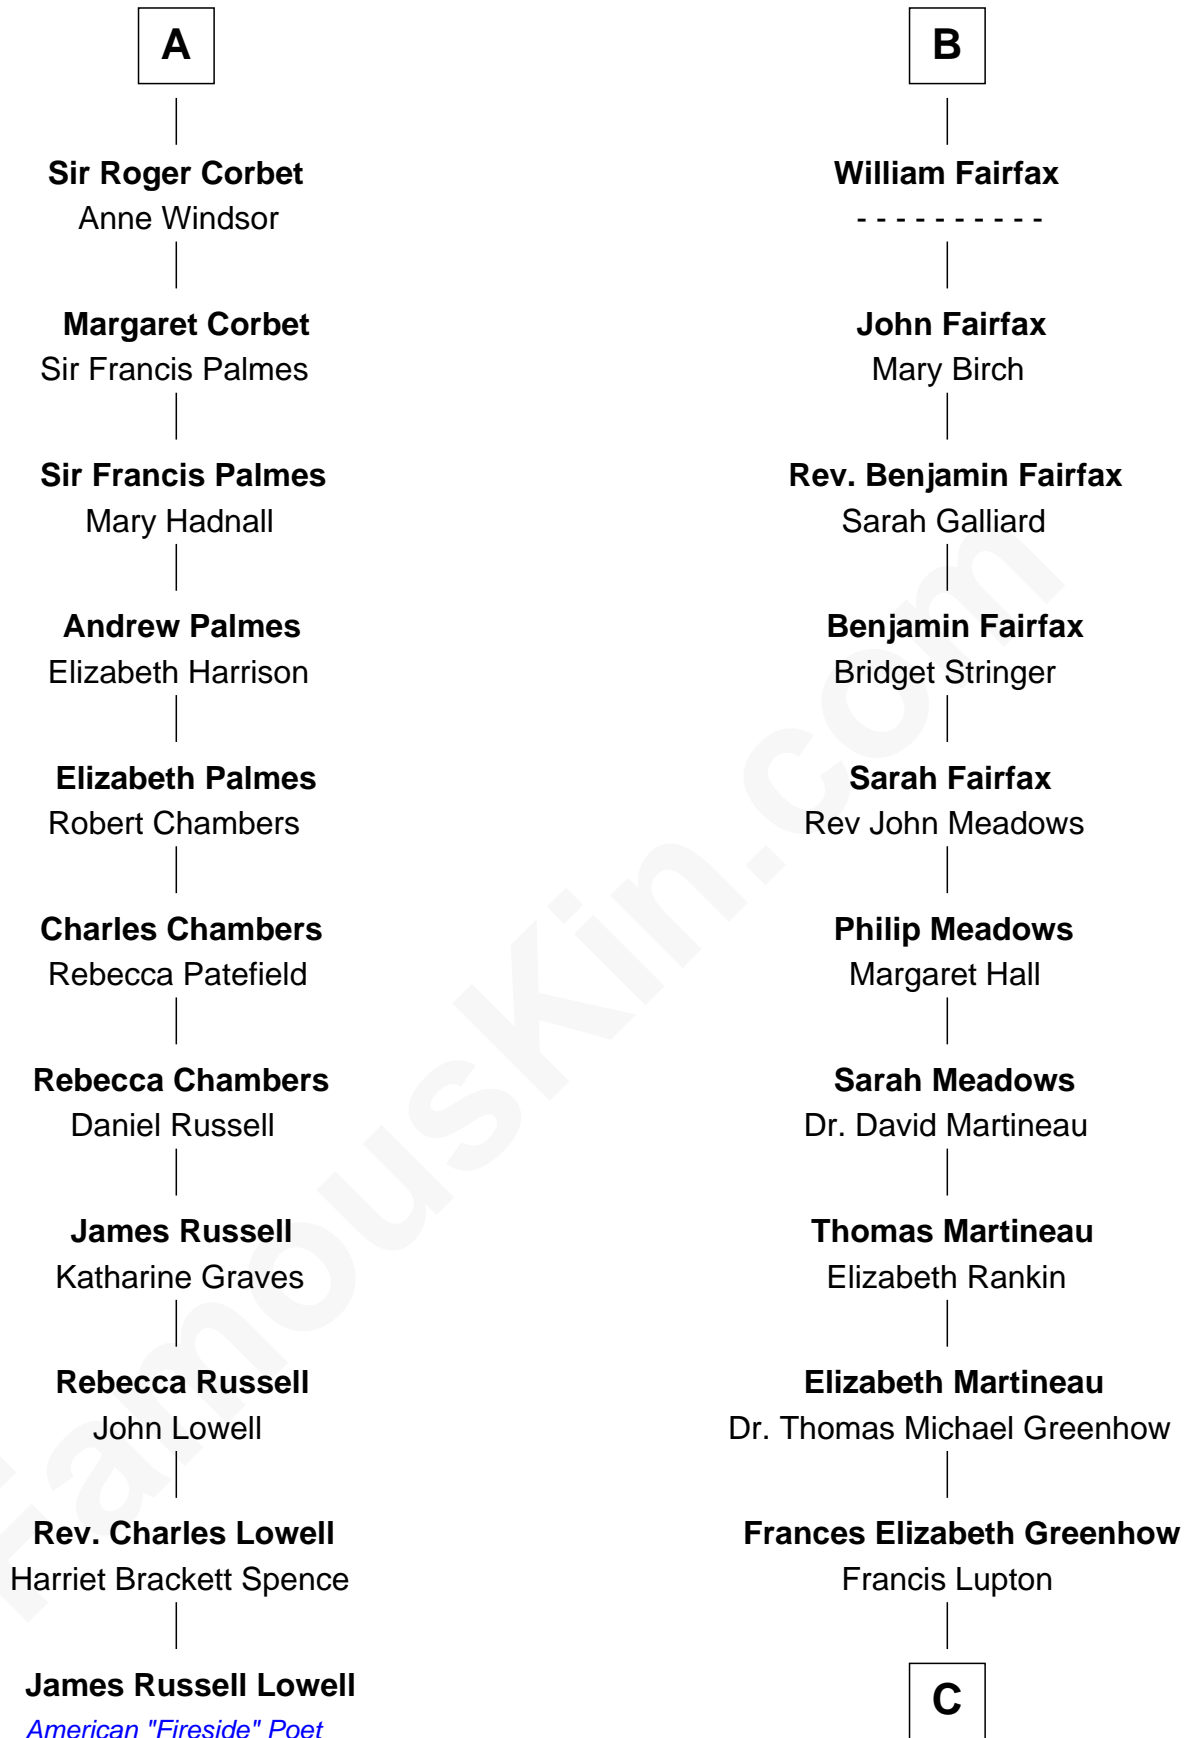 A
Sir Roger Corbet
Anne Windsor
Margaret Corbet
Sir Francis Palmes
Sir Francis Palmes
Mary Hadnall
Andrew Palmes
Elizabeth Harrison
Elizabeth Palmes
Robert Chambers
Charles Chambers
Rebecca Patefield
Rebecca Chambers
Daniel Russell
James Russell
Katharine Graves
Rebecca Russell
John Lowell
Rev. Charles Lowell
Harriet Brackett Spence
James Russell Lowell
American "Fireside" Poet
B
William Fairfax
- - - - - - - - - -
John Fairfax
Mary Birch
Rev. Benjamin Fairfax
Sarah Galliard
Benjamin Fairfax
Bridget Stringer
Sarah Fairfax
Rev John Meadows
Philip Meadows
Margaret Hall
Sarah Meadows
Dr. David Martineau
Thomas Martineau
Elizabeth Rankin
Elizabeth Martineau
Dr. Thomas Michael Greenhow
Frances Elizabeth Greenhow
Francis Lupton
C
FamousKin.com